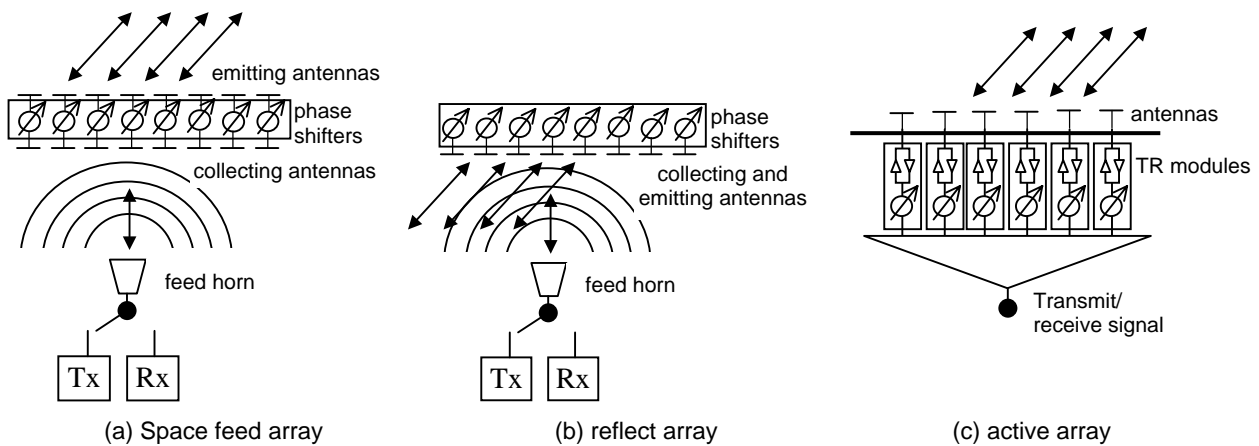 emitting antennas
phase
shifters
collecting antennas
feed horn
Tx
Rx
(a) Space feed array
phase
shifters
collecting and
emitting antennas
feed horn
Tx
Rx
(b) reflect array
antennas
TR modules
Transmit/
receive signal
(c) active array